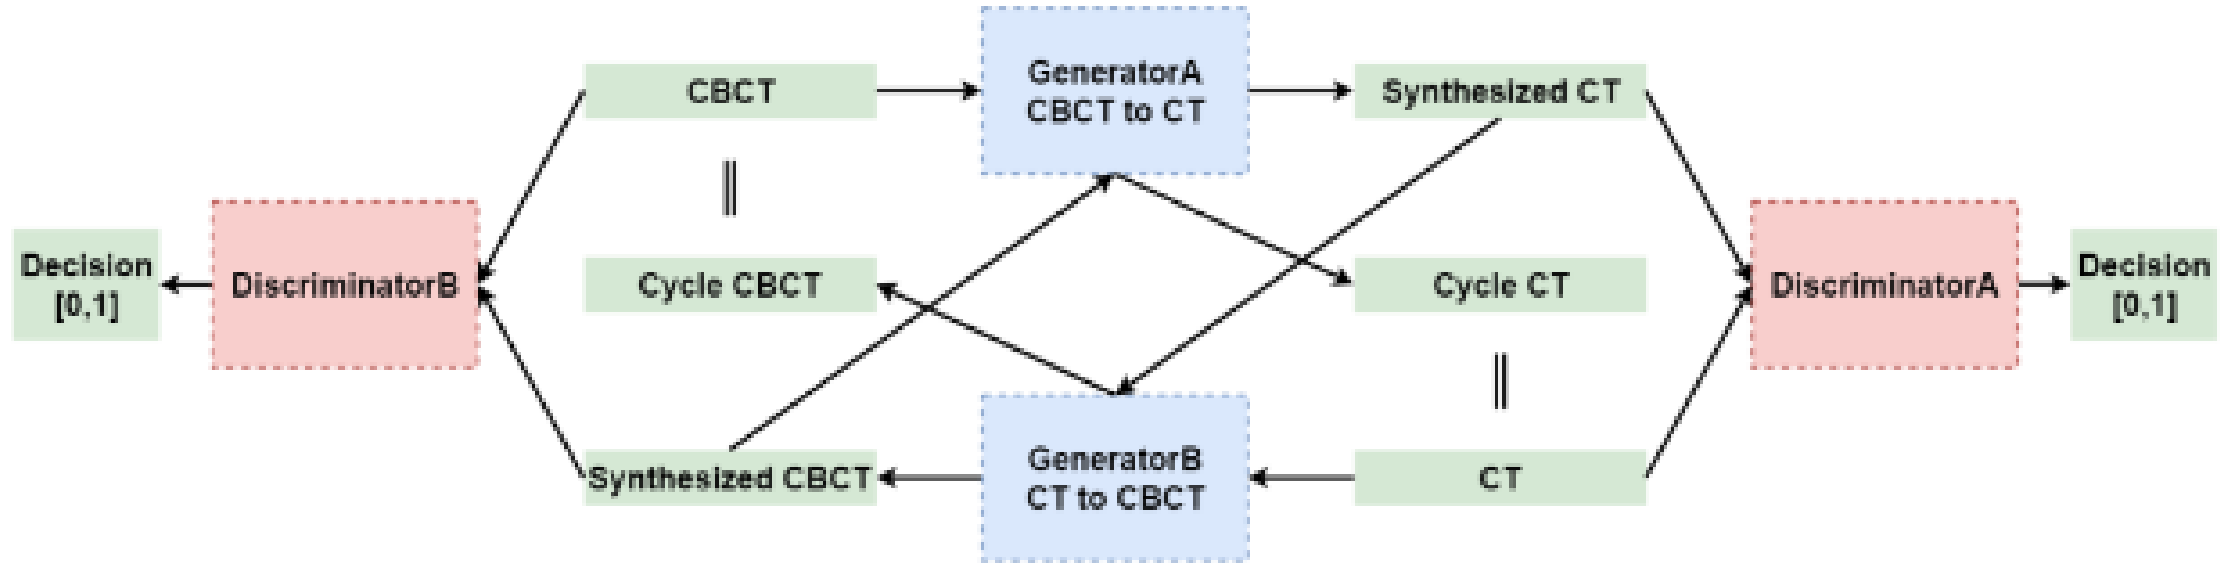 CBCT
GeneratorA
CBCT to CT
Synthesized CT
Decision
[0,1]
DiscriminatorB
Cycle CBCT
Cycle CT
DiscriminatorA
Decision
[0,1]
Synthesized CBCT
GeneratorB
CT to CBCT
CT